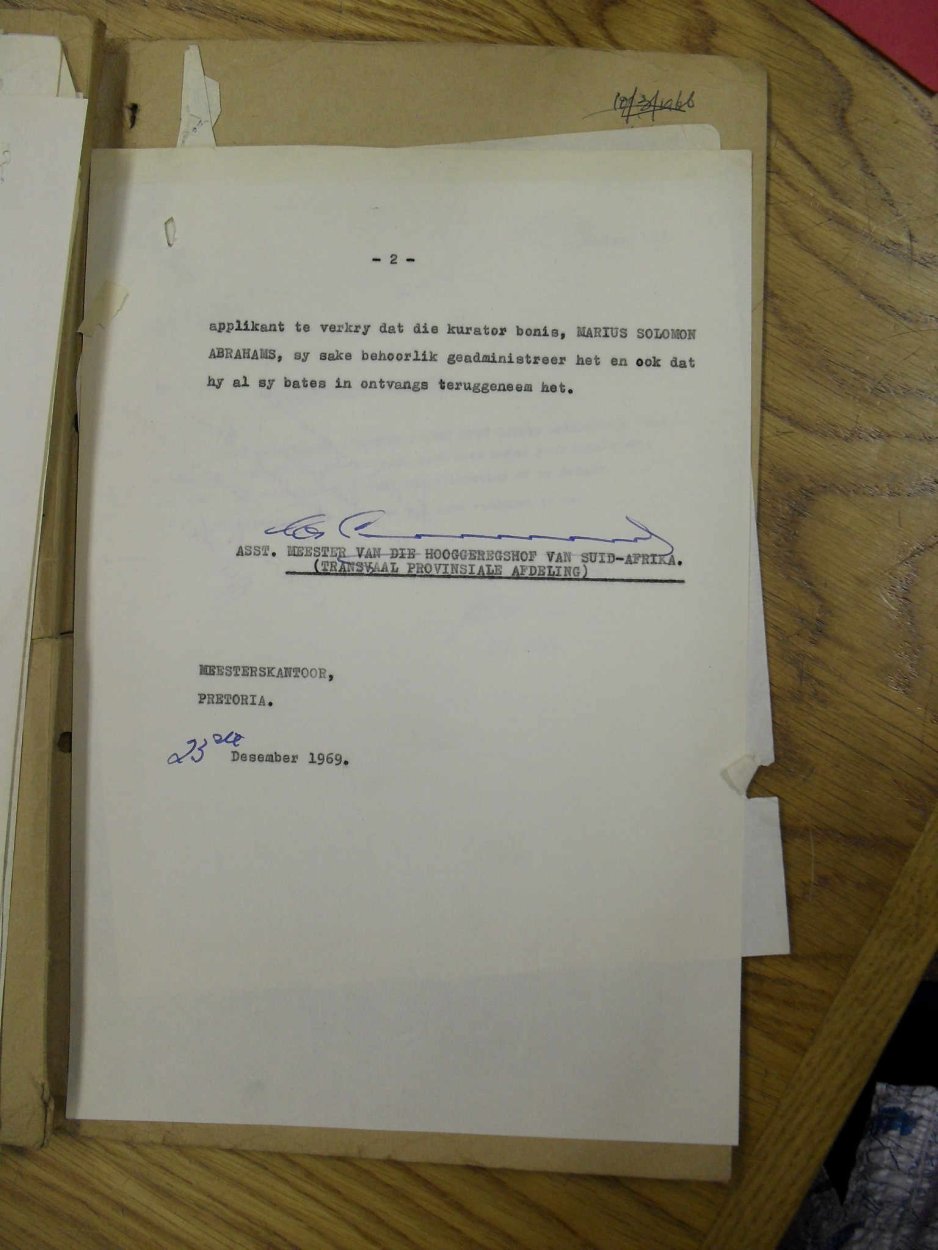 - 2 -
applikant te verkry dat die kurator bonis, MARIUS SOLOMON
ABRAHAMS, sy sake behoorlik geadministreer het en ook dat
hy al sy bates in ontvangs teruggeneem het.
ASST. MEESTER VAN DIE HOOGGEREGSHOF VAN SUID-AFRIKA.
(TRANSVAAL PROVINSIALE AFDELING)
MEESTERSKANTOOR,
PRETORIA.
23ste Desember 1969.